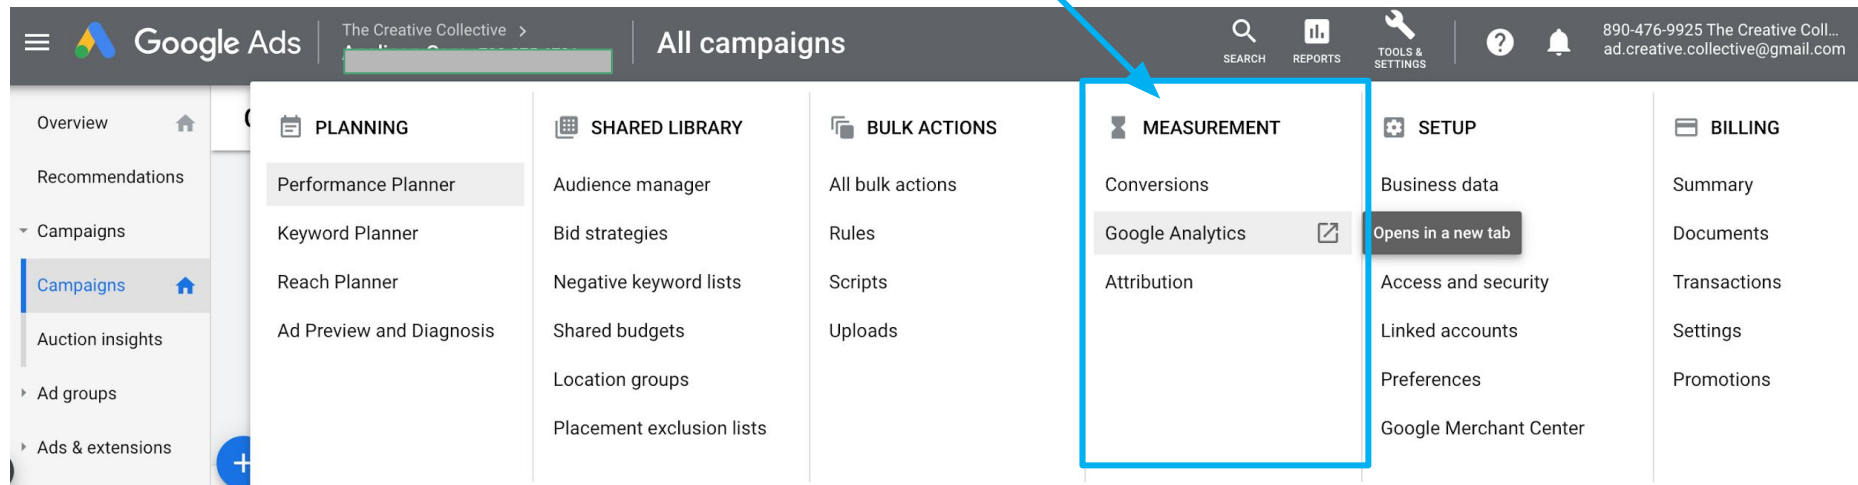 Google Ads
The Creative Collective >
All campaigns
SEARCH
REPORTS
TOOLS &
SETTINGS
?
890-476-9925 The Creative Coll...
ad.creative.collective@gmail.com
Overview
Recommendations
Campaigns
Campaigns
Auction insights
Ad groups
Ads & extensions
+
PLANNING
Performance Planner
Keyword Planner
Reach Planner
Ad Preview and Diagnosis
SHARED LIBRARY
Audience manager
Bid strategies
Negative keyword lists
Shared budgets
Location groups
Placement exclusion lists
BULK ACTIONS
All bulk actions
Rules
Scripts
Uploads
MEASUREMENT
Conversions
Google Analytics
Attribution
SETUP
Business data
Opens in a new tab
Access and security
Linked accounts
Preferences
Google Merchant Center
BILLING
Summary
Documents
Transactions
Settings
Promotions